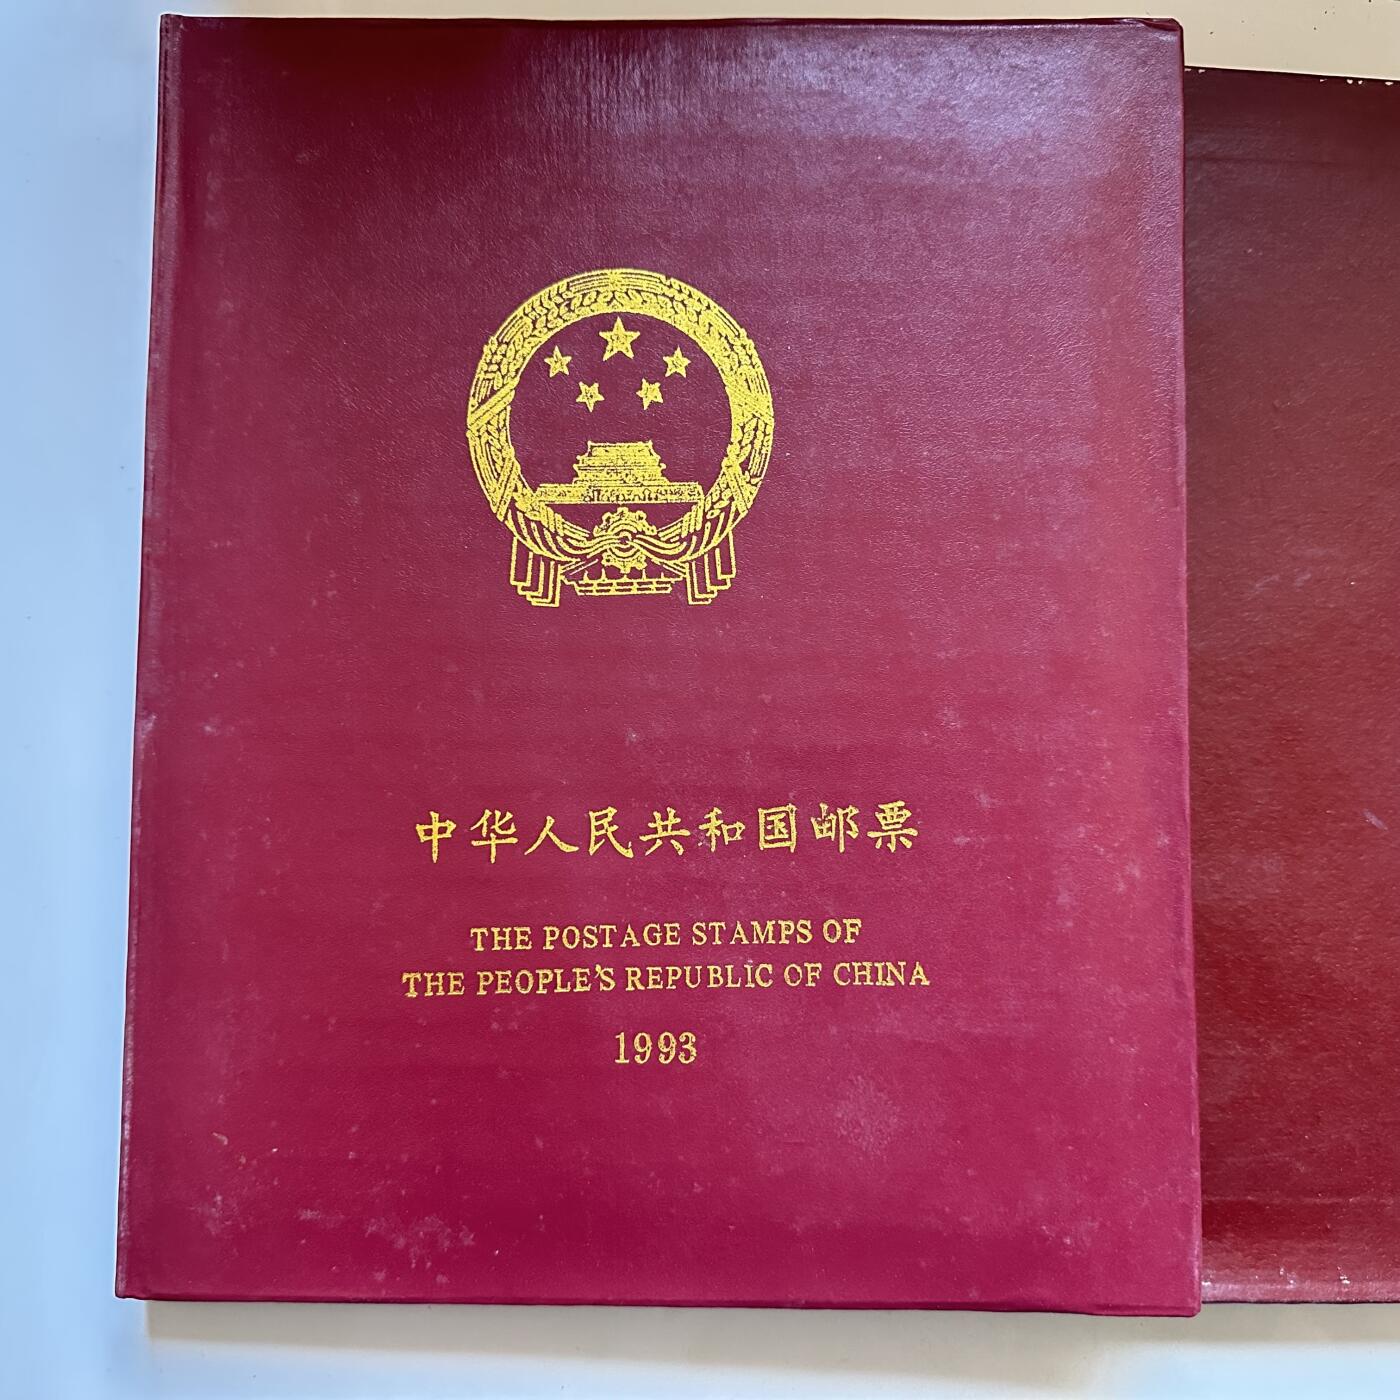 中华人民共和国邮票
THE POSTAGE STAMPS OF
THE PEOPLE'S REPUBLIC OF CHINA
1993